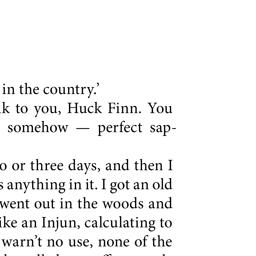 in the country.’
k to you, Huck Finn. You
somehow — perfect sap-
o or three days, and then I
s anything in it. I got an old
went out in the woods and
ike an Injun, calculating to
warn’t no use, none of the